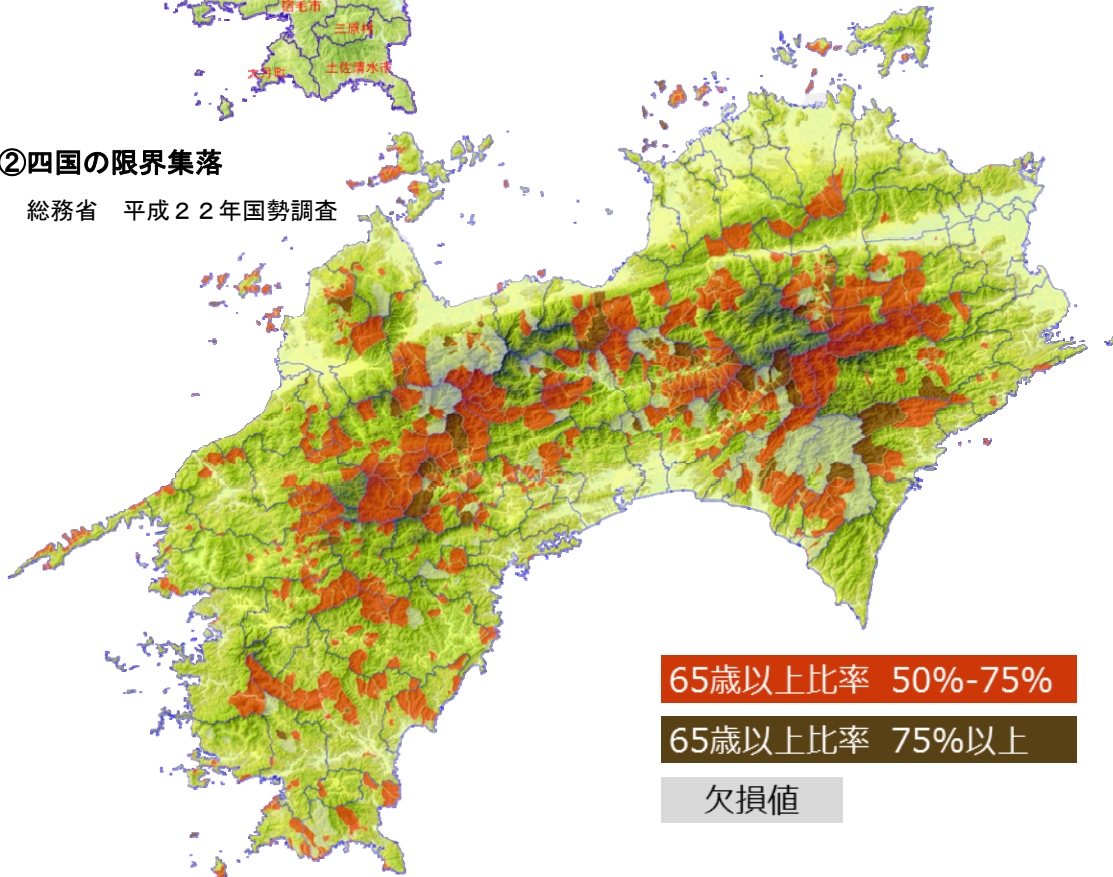 宿毛市
三原村
大月町
土佐清水市
②四国の限界集落
総務省 平成22年国勢調査
65歳以上比率 50%-75%
65歳以上比率 75%以上
欠損値